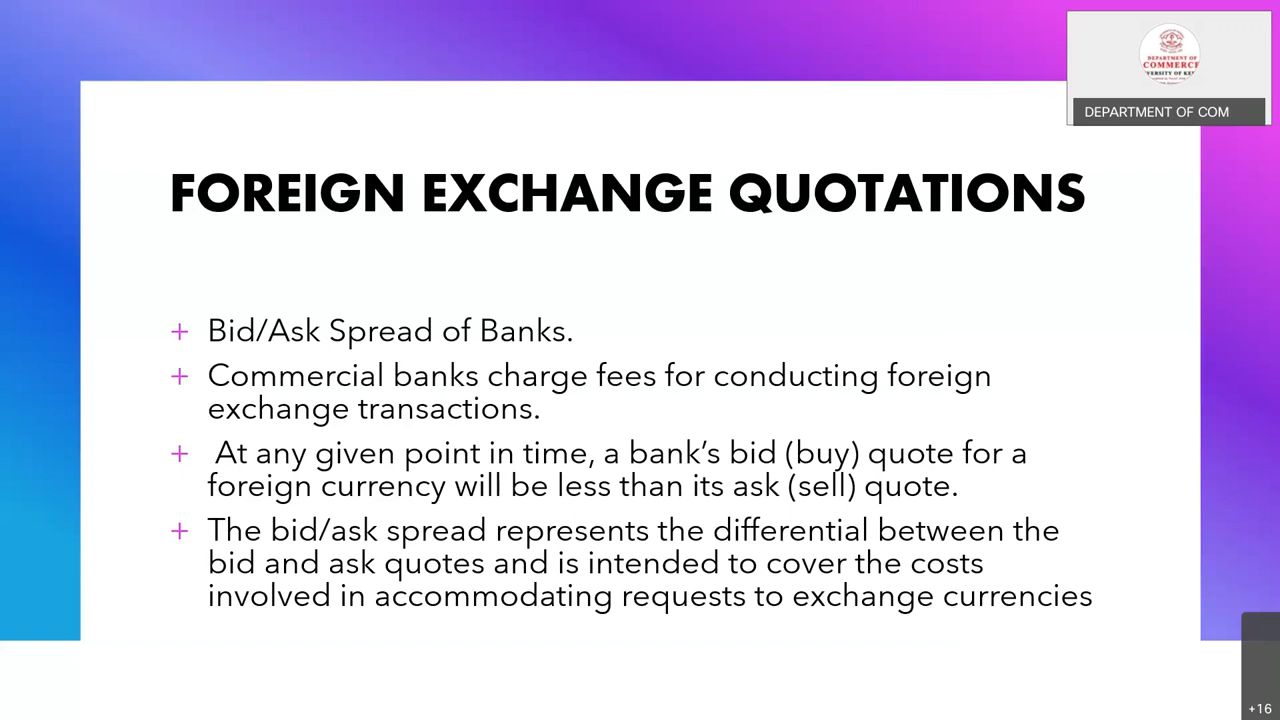 DEPARTMENT OF
COMMERCE
DEPARTMENT OF COM
FOREIGN EXCHANGE QUOTATIONS
+ Bid/Ask Spread of Banks.
+ Commercial banks charge fees for conducting foreign
exchange transactions.
+ At any given point in time, a bank’s bid (buy) quote for a
foreign currency will be less than its ask (sell) quote.
+ The bid/ask spread represents the differential between the
bid and ask quotes and is intended to cover the costs
involved in accommodating requests to exchange currencies
+16